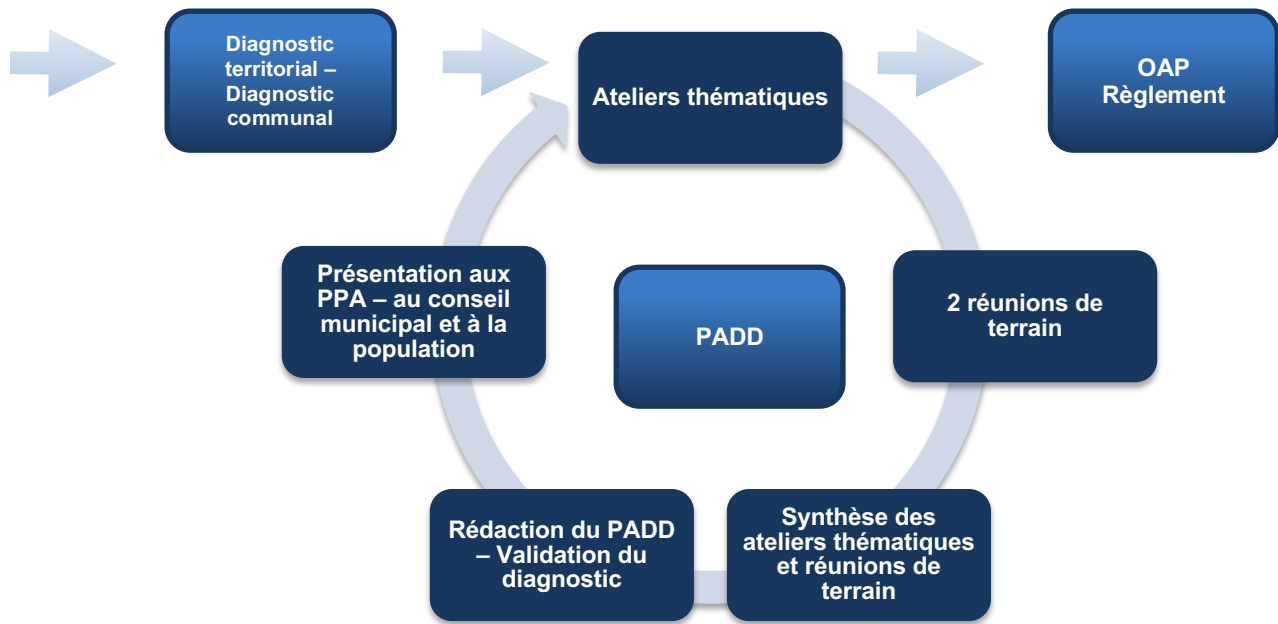 Diagnostic
territorial –
Diagnostic
communal
Ateliers thématiques
OAP
Règlement
Présentation aux
PPA – au conseil
municipal et à la
population
PADD
2 réunions de
terrain
Rédaction du PADD
– Validation du
diagnostic
Synthèse des
ateliers thématiques
et réunions de
terrain